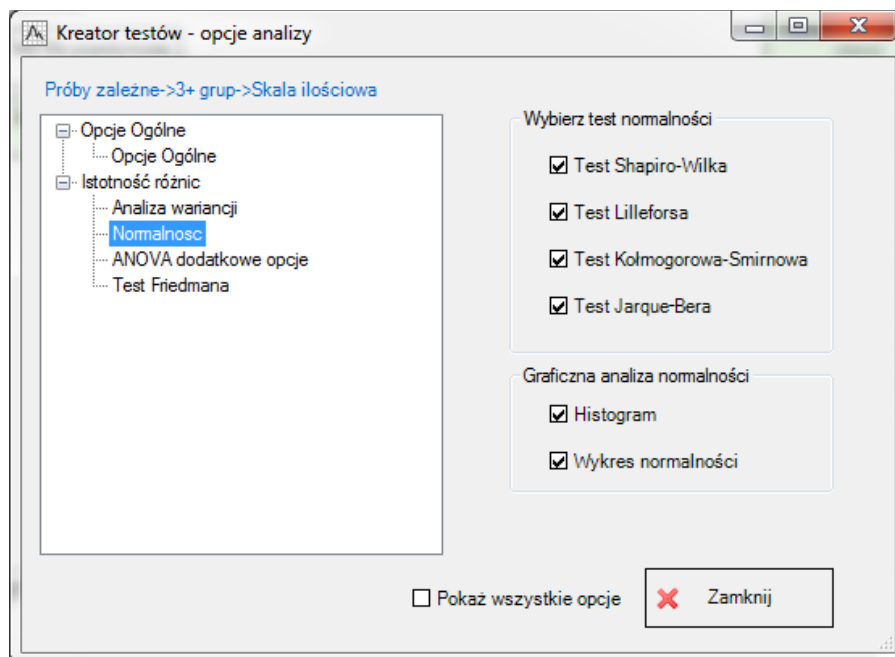 Kreator testów - opcje analizy
Próby zależne->3+ grup->Skala ilościowa
Opcje Ogólne
Opcje Ogólne
Istotność różnic
Analiza wariancji
Normalnosc
ANOVA dodatkowe opcje
Test Friedmana
Wybierz test normalności
Test Shapiro-Wilka
Test Lilleforsa
Test Kołmogorowa-Smirnowa
Test Jarque-Bera
Graficzna analiza normalności
Histogram
Wykres normalności
Pokaż wszystkie opcje
Zamknij